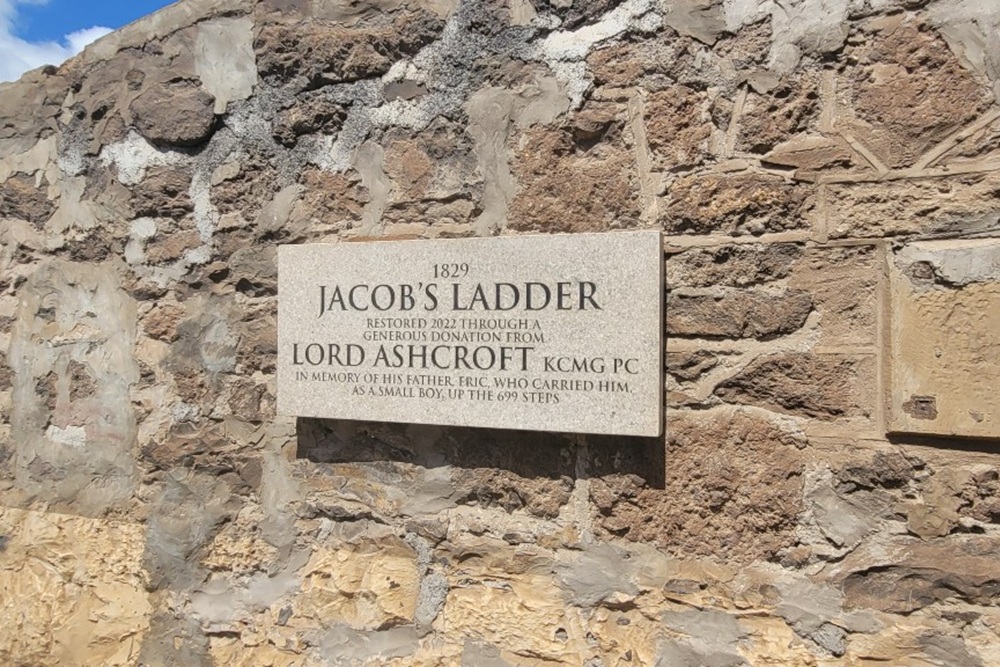 1829
JACOB'S LADDER
RESTORED 2022 THROUGH A
GENEROUS DONATION FROM
LORD ASHCROFT KCMG PC
IN MEMORY OF HIS FATHER, ERIC, WHO CARRIED HIM,
AS A SMALL BOY, UP THE 699 STEPS